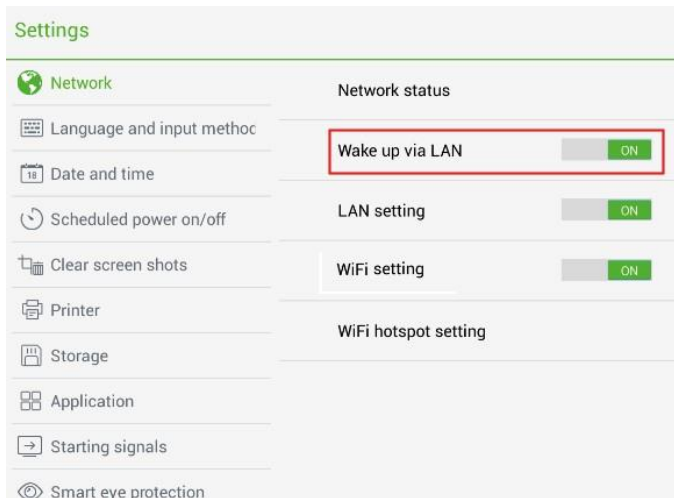 Settings
Network
Language and input methoc
18 Date and time
Scheduled power on/off
Clear screen shots
Printer
Storage
Application
Starting signals
Smart eye protection
Network status
Wake up via LAN ON
LAN setting ON
WiFi setting ON
WiFi hotspot setting